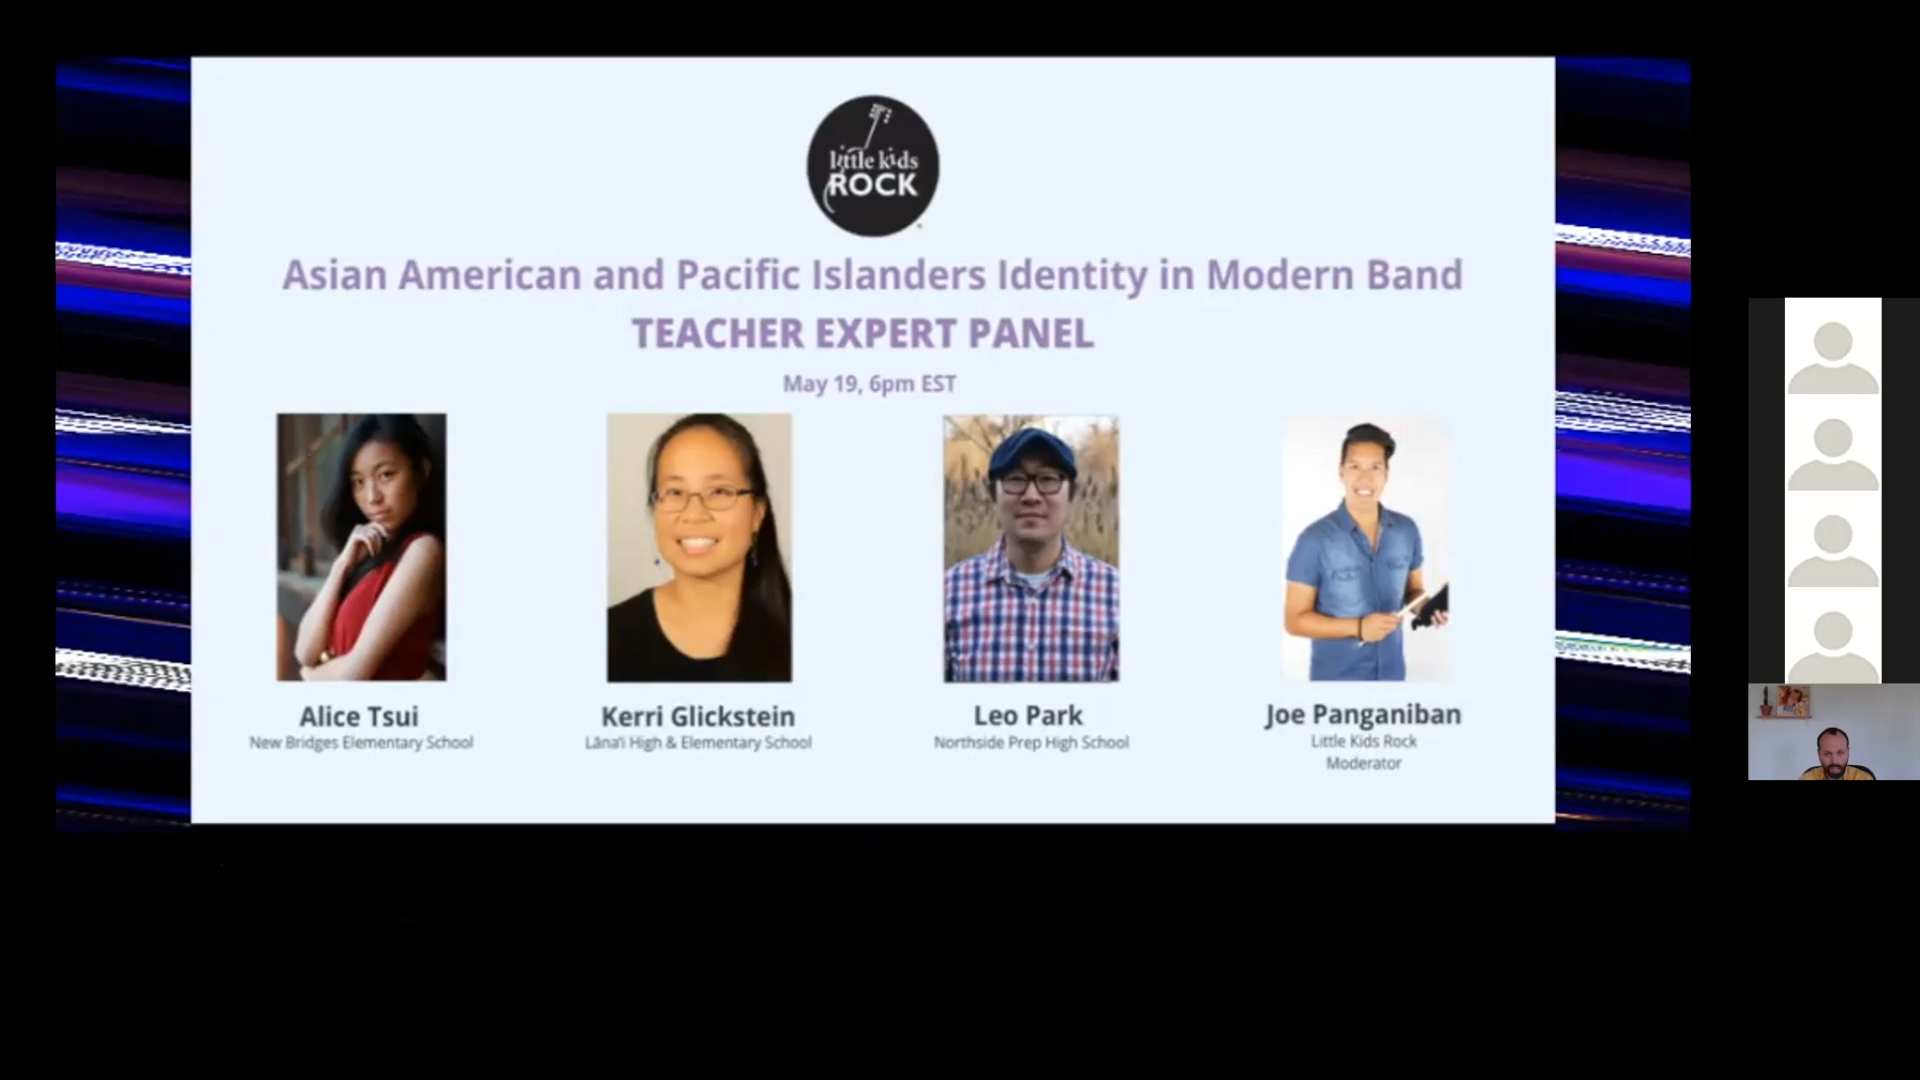 little kids
ROCK
Asian American and Pacific Islanders Identity in Modern Band
TEACHER EXPERT PANEL
May 19, 6pm EST
Alice Tsui
New Bridges Elementary School
Kerri Glickstein
Lāna'i High & Elementary School
Leo Park
Northside Prep High School
Joe Panganiban
Little Kids Rock
Moderator